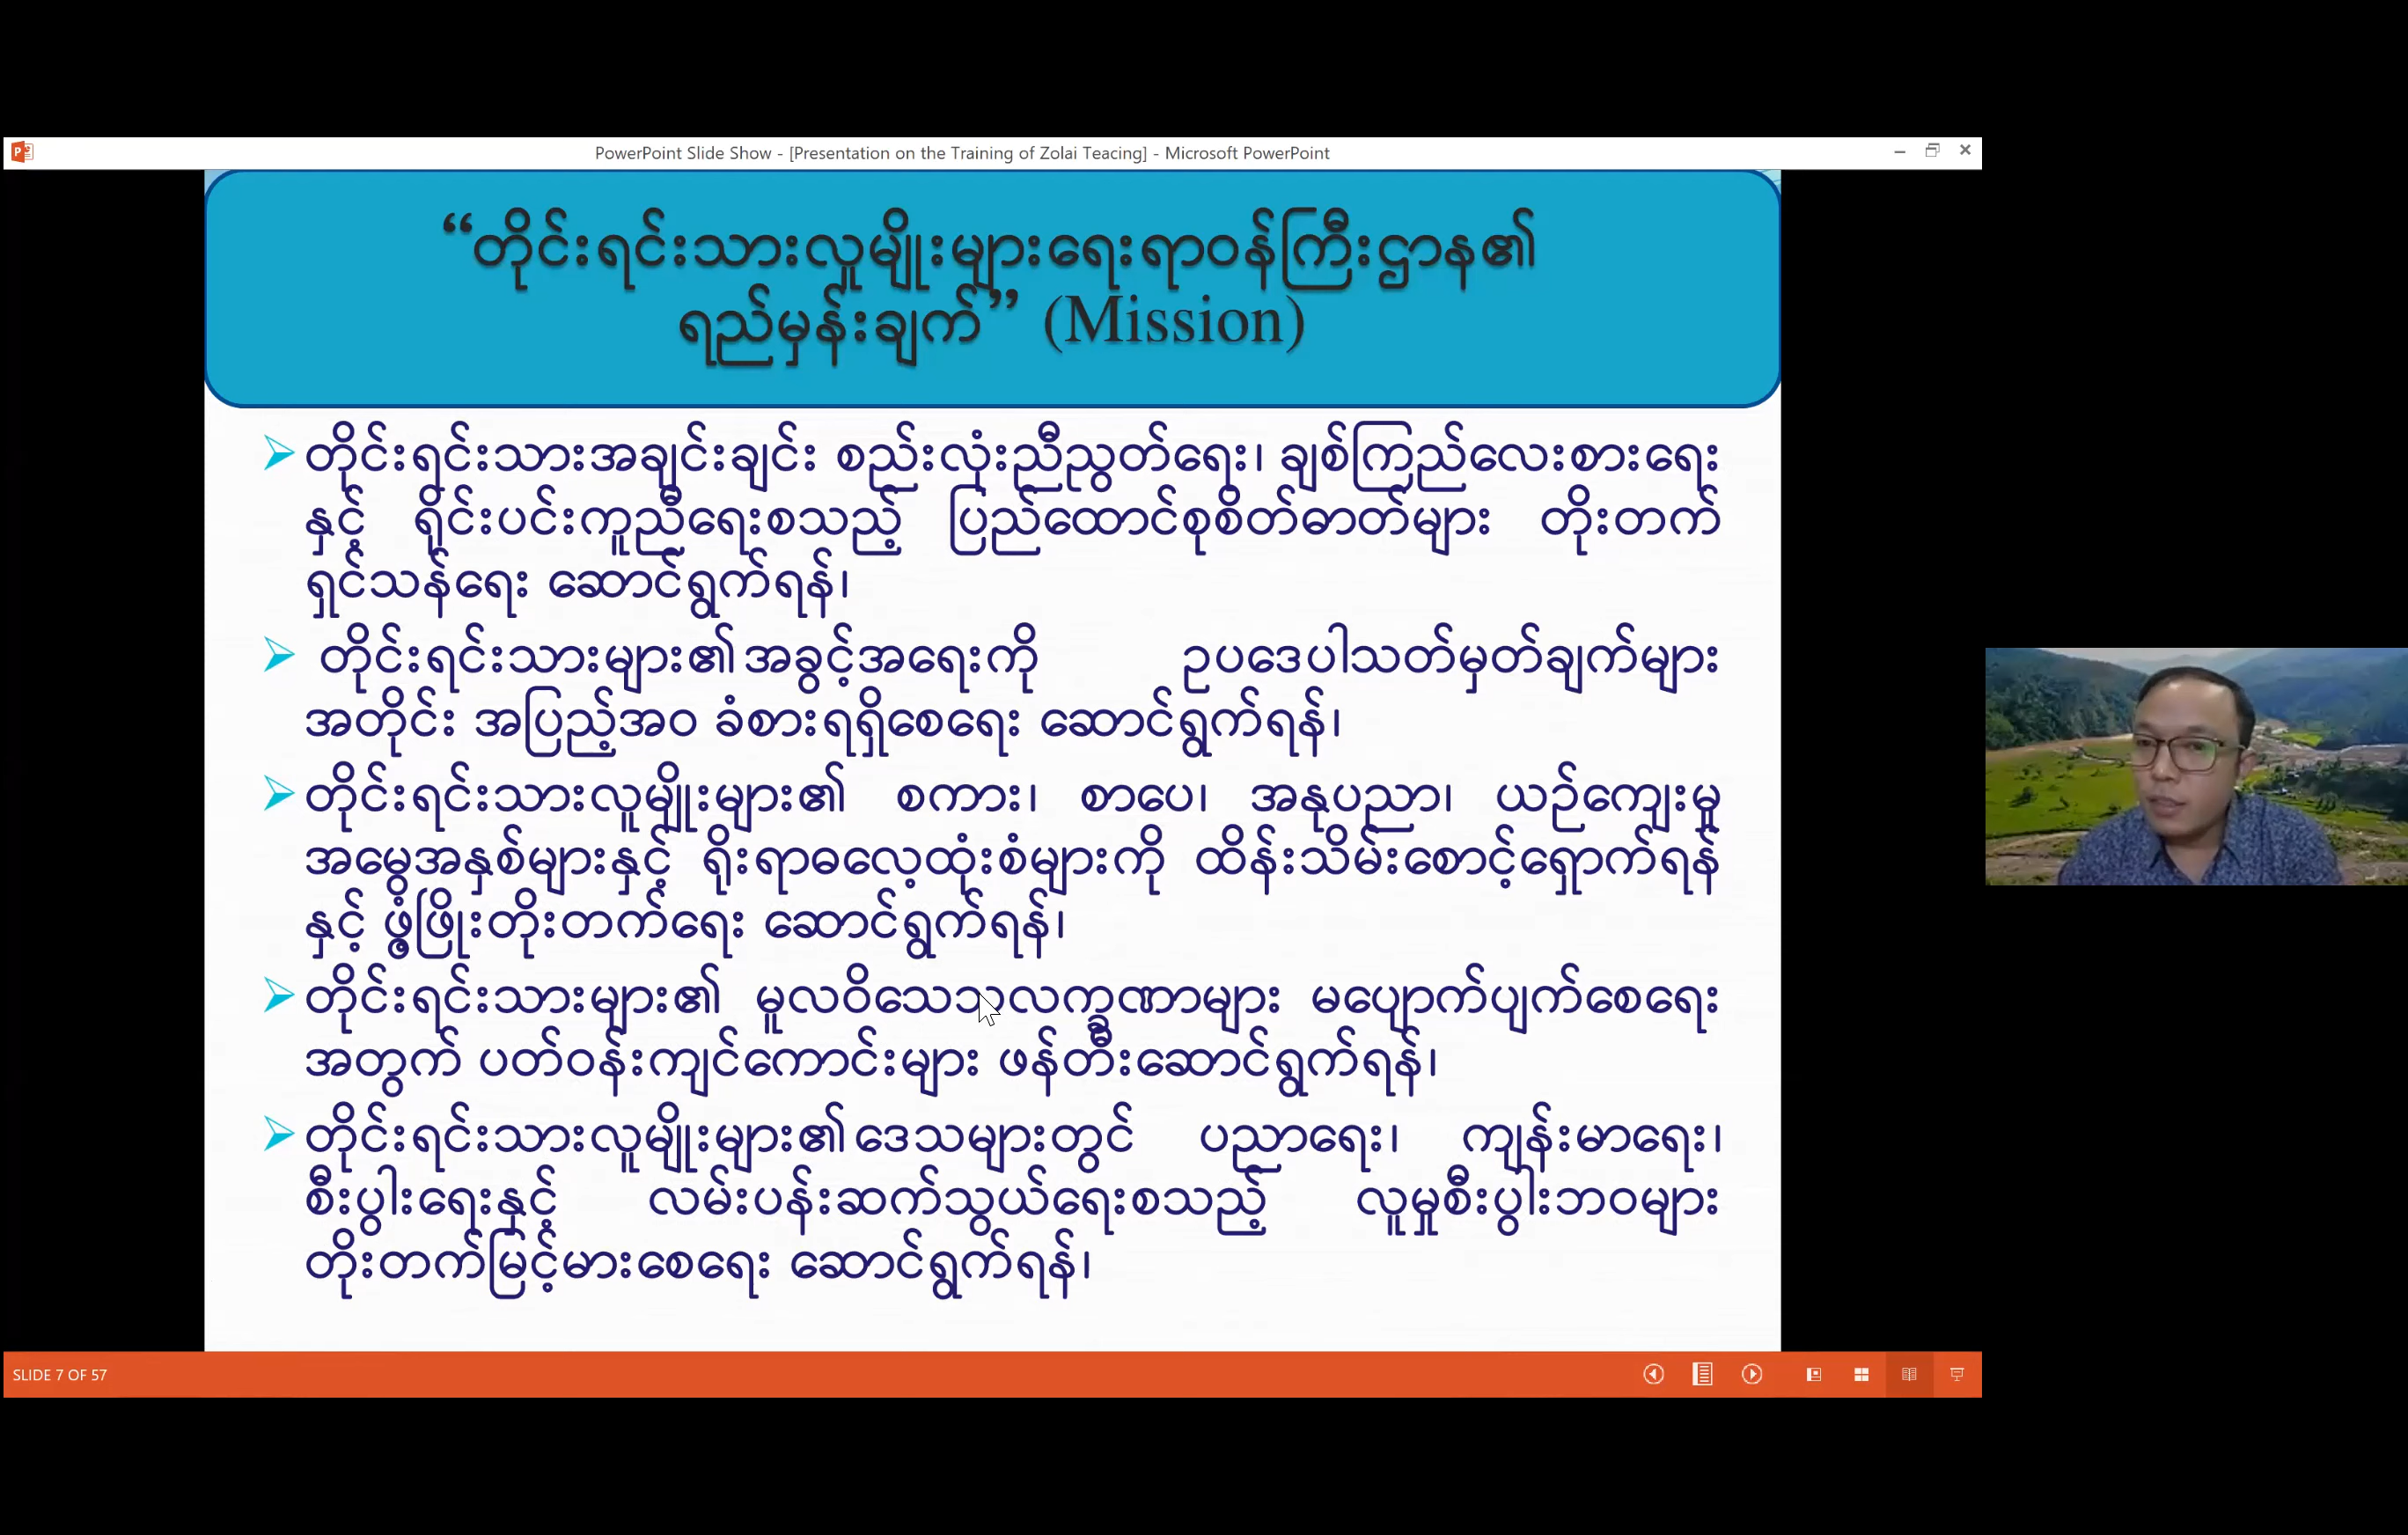 PowerPoint Slide Show - [Presentation on the Training of Zolai Teacing] - Microsoft PowerPoint
“တိုင်းရင်းသားလူမျိုးများရေးရာဝန်ကြီးဌာန၏
ရည်မှန်းချက်” (Mission)
တိုင်းရင်းသားအချင်းချင်း စည်းလုံးညီညွတ်ရေး၊ ချစ်ကြည်လေးစားရေး
နှင့် ရိုင်းပင်းကူညီရေးစသည့် ပြည်ထောင်စုစိတ်ဓာတ်များ တိုးတက်
ရှင်သန်ရေး ဆောင်ရွက်ရန်၊
တိုင်းရင်းသားများ၏ အခွင့်အရေးကို ဥပဒေပါသတ်မှတ်ချက်များ
အတိုင်း အပြည့်အဝ ခံစားရရှိစေရေး ဆောင်ရွက်ရန်၊
တိုင်းရင်းသားလူမျိုးများ၏ စကား၊ စာပေ၊ အနုပညာ၊ ယဉ်ကျေးမှု
အမွေအနှစ်များနှင့် ရိုးရာဓလေ့ထုံးစံများကို ထိန်းသိမ်းစောင့်ရှောက်ရန်
နှင့် ဖွံ့ဖြိုးတိုးတက်ရေး ဆောင်ရွက်ရန်၊
တိုင်းရင်းသားများ၏ မူလဝိသေသလက္ခဏာများ မပျောက်ပျက်စေရေး
အတွက် ပတ်ဝန်းကျင်ကောင်းများ ဖန်တီးဆောင်ရွက်ရန်၊
တိုင်းရင်းသားလူမျိုးများ၏ ဒေသများတွင် ပညာရေး၊ ကျန်းမာရေး၊
စီးပွါးရေးနှင့် လမ်းပန်းဆက်သွယ်ရေးစသည့် လူမှုစီးပွါးဘဝများ
တိုးတက်မြင့်မားစေရေး ဆောင်ရွက်ရန်၊
SLIDE 7 OF 57